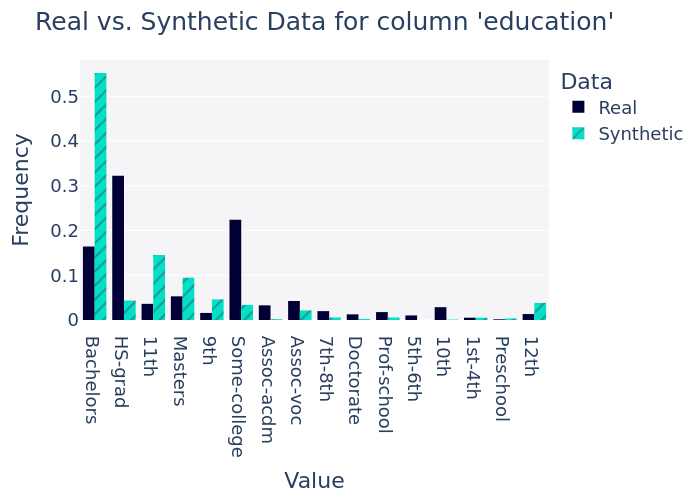 Real vs. Synthetic Data for column 'education'
Data
Real
Synthetic
Frequency
0.5
0.4
0.3
0.2
0.1
0
Bachelors
HS-grad
11th
Masters
9th
Some-college
Assoc-acdm
Assoc-voc
7th-8th
Doctorate
Prof-school
5th-6th
10th
1st-4th
Preschool
12th
Value